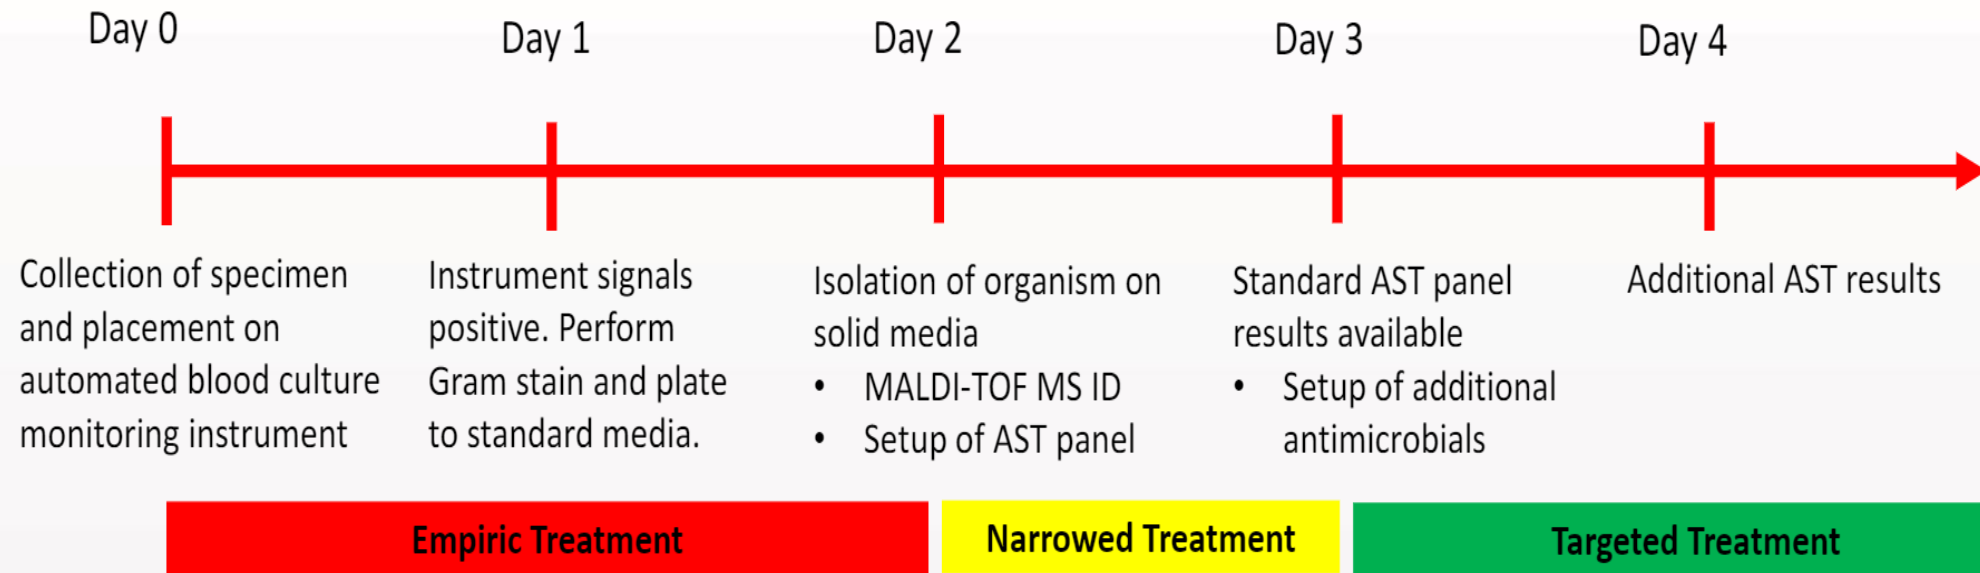 Day 0
Day 1
Day 2
Day 3
Day 4
Collection of specimen
and placement on
automated blood culture
monitoring instrument
Instrument signals
positive. Perform
Gram stain and plate
to standard media.
Isolation of organism on
solid media
• MALDI-TOF MS ID
• Setup of AST panel
Standard AST panel
results available
• Setup of additional
antimicrobials
Additional AST results
Empiric Treatment
Narrowed Treatment
Targeted Treatment